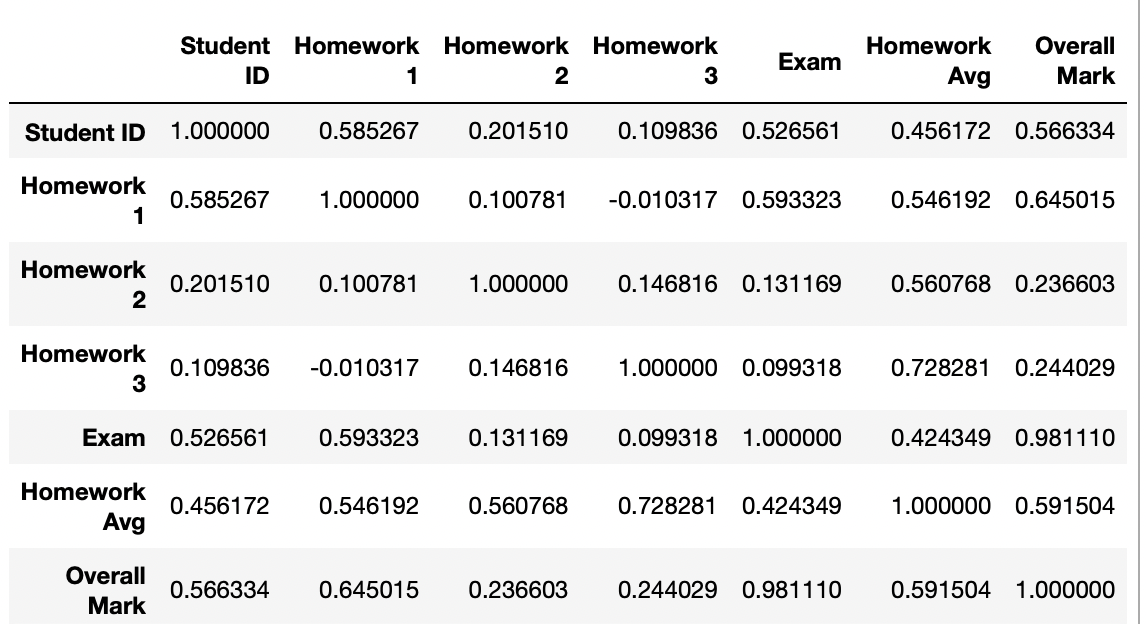 Student ID Homework 1 Homework 2 Homework 3 Exam Homework Avg Overall Mark
Student ID 1.000000 0.585267 0.201510 0.109836 0.526561 0.456172 0.566334
Homework 1 0.585267 1.000000 0.100781 -0.010317 0.593323 0.546192 0.645015
Homework 2 0.201510 0.100781 1.000000 0.146816 0.131169 0.560768 0.236603
Homework 3 0.109836 -0.010317 0.146816 1.000000 0.099318 0.728281 0.244029
Exam 0.526561 0.593323 0.131169 0.099318 1.000000 0.424349 0.981110
Homework Avg 0.456172 0.546192 0.560768 0.728281 0.424349 1.000000 0.591504
Overall Mark 0.566334 0.645015 0.236603 0.244029 0.981110 0.591504 1.000000